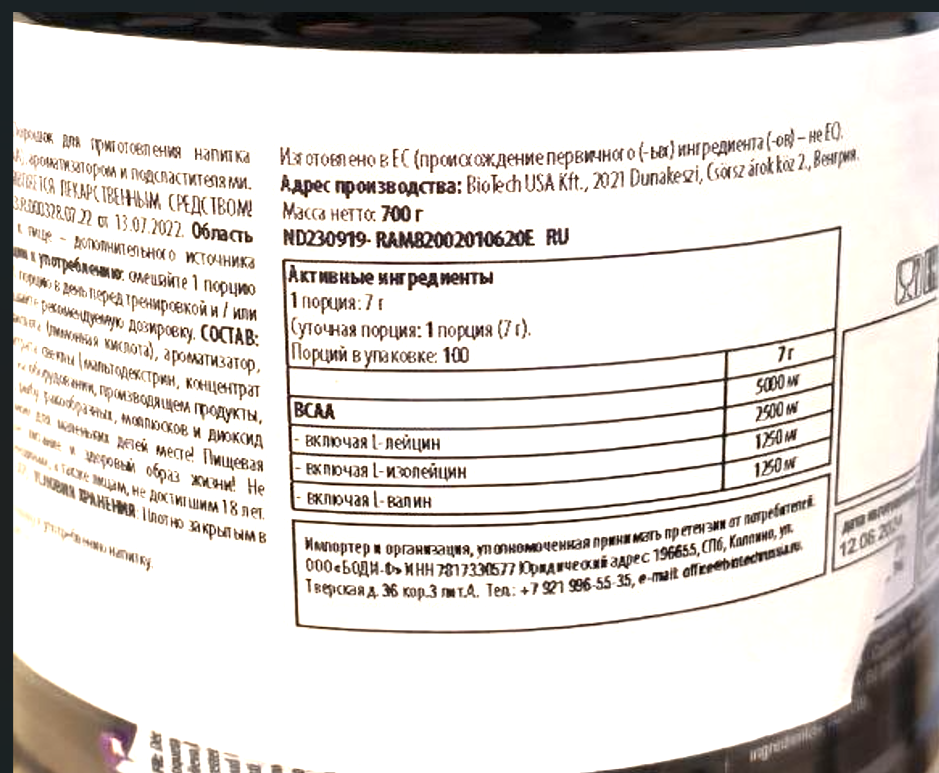 для приготовления напитка
ароматизатором и подсластителями.
ЛЕКАРСТВЕННЫМ СРЕДСТВОМ!
от 13.07.2022. Область
к пище – дополнительного источника
к употреблению: смешайте 1 порцию
порцию в день перед тренировкой и / или
рекомендуемую дозировку. СОСТАВ:
(лимонная кислота), ароматизатор,
свеклы (мальтодекстрин, концентрат
оборудовании, производящем продукты,
рыбу, ракообразных, моллюсков и диоксид
для маленьких детей месте! Пищевая
питание и здоровый образ жизни! Не
а также лицам, не достигшим 18 лет.
УСЛОВИЯ ХРАНЕНИЯ: Плотно закрытым в
к употреблению напитку.
Изготовлено в ЕС (происхождение первичного (-ых) ингредиента (-ов) – не ЕС).
Адрес производства: BioTech USA Kft., 2021 Dunakeszi, Csörsz árok köz 2., Венгрия.
Масса нетто: 700 г
ND230919- RAM82002010620E RU
Активные ингредиенты
1 порция: 7 г
Суточная порция: 1 порция (7 г).
Порций в упаковке: 100
7 г
5000 мг
BCAA
2500 мг
- включая L-лейцин
1250 мг
- включая L-изолейцин
1250 мг
- включая L-валин
Импортер и организация, уполномоченная принимать претензии от потребителей:
ООО «БОДИ-Ф» ИНН 7817330577 Юридический адрес: 196655, СПб, Колпино, ул.
Тверская д. 36 кор.3 лит.А. Тел.: +7 921 996-55-35, e-mail: office@biotechrussia.ru.
12.06